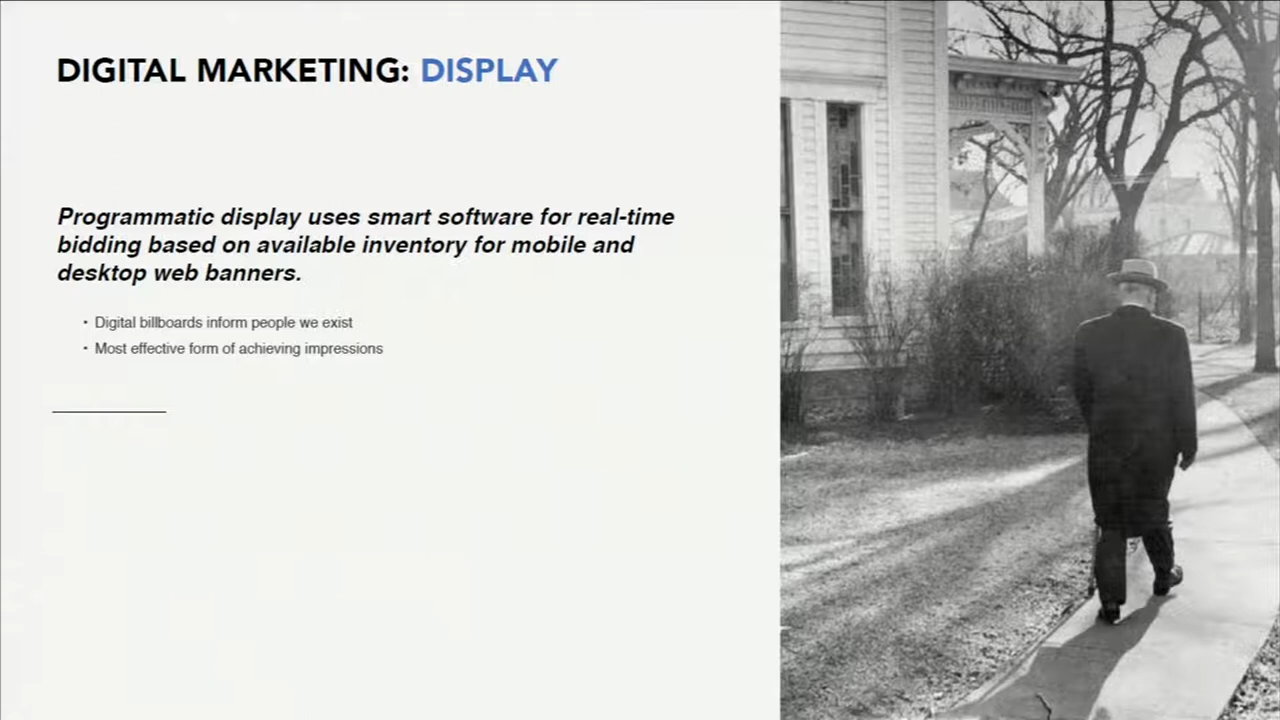 DIGITAL MARKETING: DISPLAY
Programmatic display uses smart software for real-time
bidding based on available inventory for mobile and
desktop web banners.
• Digital billboards inform people we exist
• Most effective form of achieving impressions